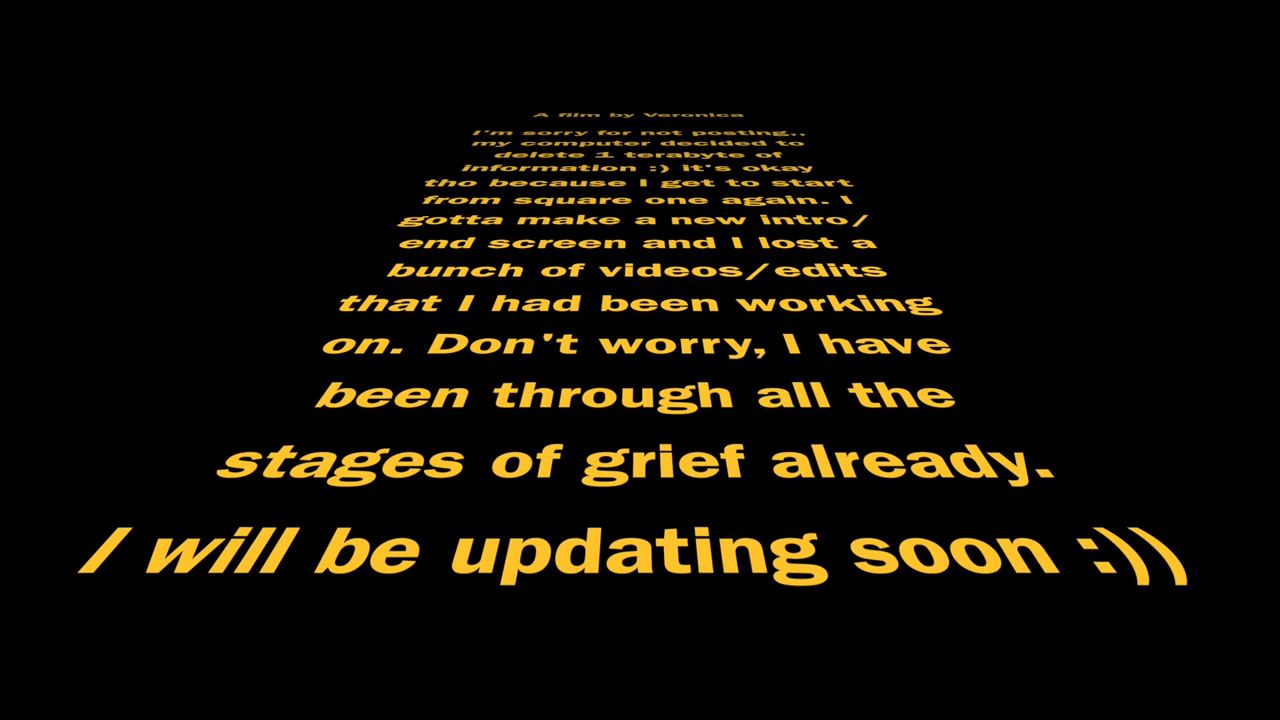 A film by Veronica
I'm sorry for not posting..
my computer decided to
delete 1 terabyte of
information :) it's okay
tho because I get to start
from square one again. I
gotta make a new intro/
end screen and I lost a
bunch of videos/edits
that I had been working
on. Don't worry, I have
been through all the
stages of grief already.
I will be updating soon :))